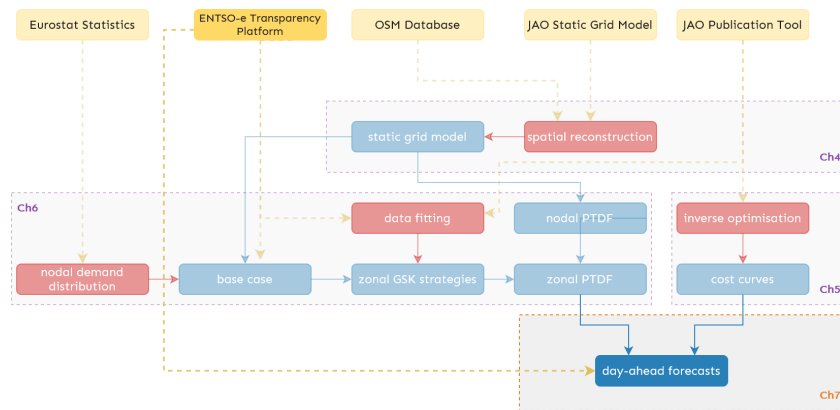 Eurostat Statistics
ENTSO-e Transparency
Platform
OSM Database
JAO Static Grid Model
JAO Publication Tool
static grid model
spatial reconstruction
Ch4
Ch6
data fitting
nodal PTDF
inverse optimisation
nodal demand
distribution
base case
zonal GSK strategies
zonal PTDF
cost curves
Ch5
day-ahead forecasts
Ch7